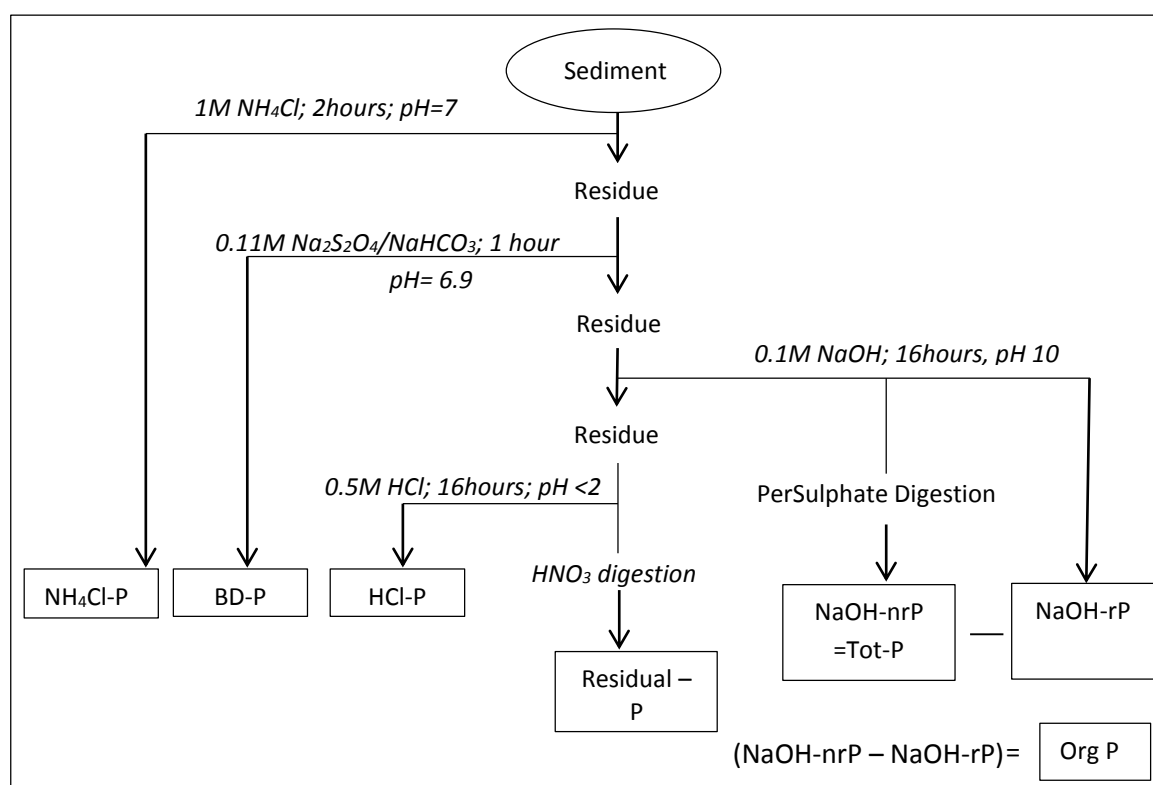 Sediment
1M NH₄Cl; 2hours; pH=7
Residue
0.11M Na₂S₂O₄/NaHCO₃; 1 hour
pH= 6.9
Residue
0.1M NaOH; 16hours, pH 10
Residue
0.5M HCl; 16hours; pH <2
PerSulphate Digestion
HNO₃ digestion
NH₄Cl-P
BD-P
HCl-P
NaOH-nrP
=Tot-P
—
NaOH-rP
Residual –
P
(NaOH-nrP – NaOH-rP)=
Org P